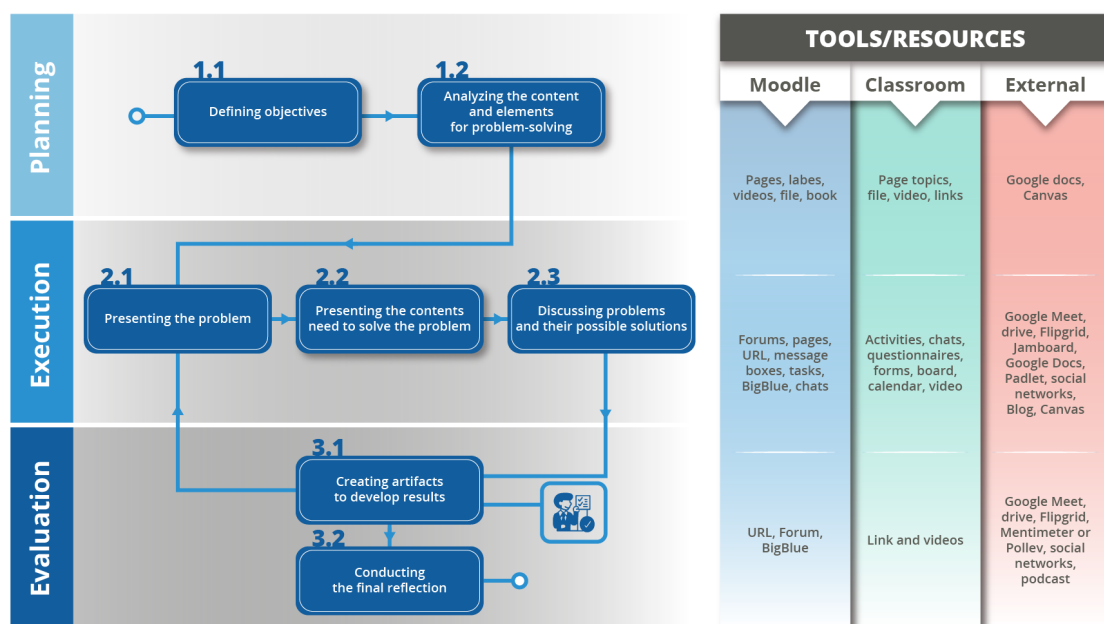 Planning
1.1
Defining objectives
1.2
Analyzing the content
and elements
for problem-solving
Execution
2.1
Presenting the problem
2.2
Presenting the contents
need to solve the problem
2.3
Discussing problems
and their possible solutions
Evaluation
3.1
Creating artifacts
to develop results
3.2
Conducting
the final reflection
TOOLS/RESOURCES
Moodle
Classroom
External
Pages, labes,
videos, file, book
Page topics,
file, video, links
Google docs,
Canvas
Forums, pages,
URL, message
boxes, tasks,
BigBlue, chats
Activities, chats,
questionnaires,
forms, board,
calendar, video
Google Meet,
drive, Flipgrid,
Jamboard,
Google Docs,
Padlet, social
networks,
Blog, Canvas
URL, Forum,
BigBlue
Link and videos
Google Meet,
drive, Flipgrid,
Mentimeter or
Pollev, social
networks,
podcast